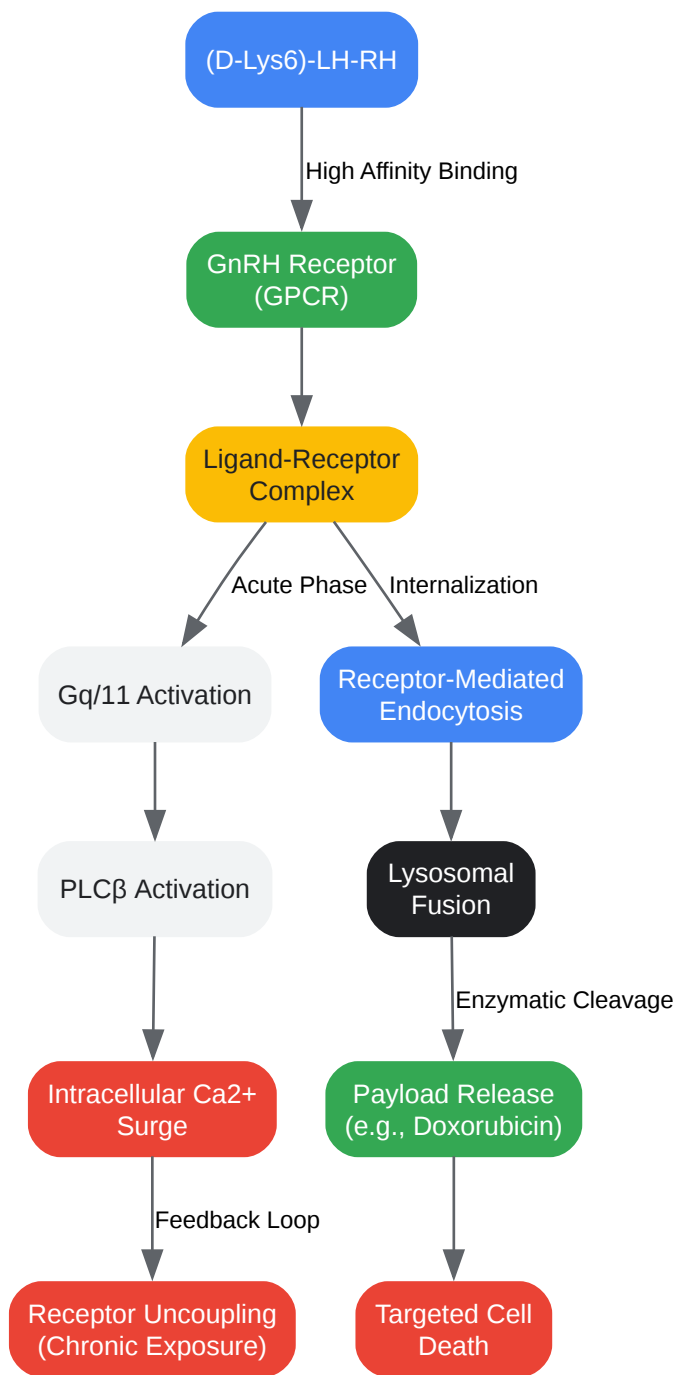 (D-Lys6)-LH-RH
High Affinity Binding
GnRH Receptor
(GPCR)
Ligand-Receptor
Complex
Acute Phase
Internalization
Gq/11 Activation
Receptor-Mediated
Endocytosis
PLCβ Activation
Lysosomal
Fusion
Enzymatic Cleavage
Intracellular Ca2+
Surge
Payload Release
(e.g., Doxorubicin)
Feedback Loop
Receptor Uncoupling
(Chronic Exposure)
Targeted Cell
Death